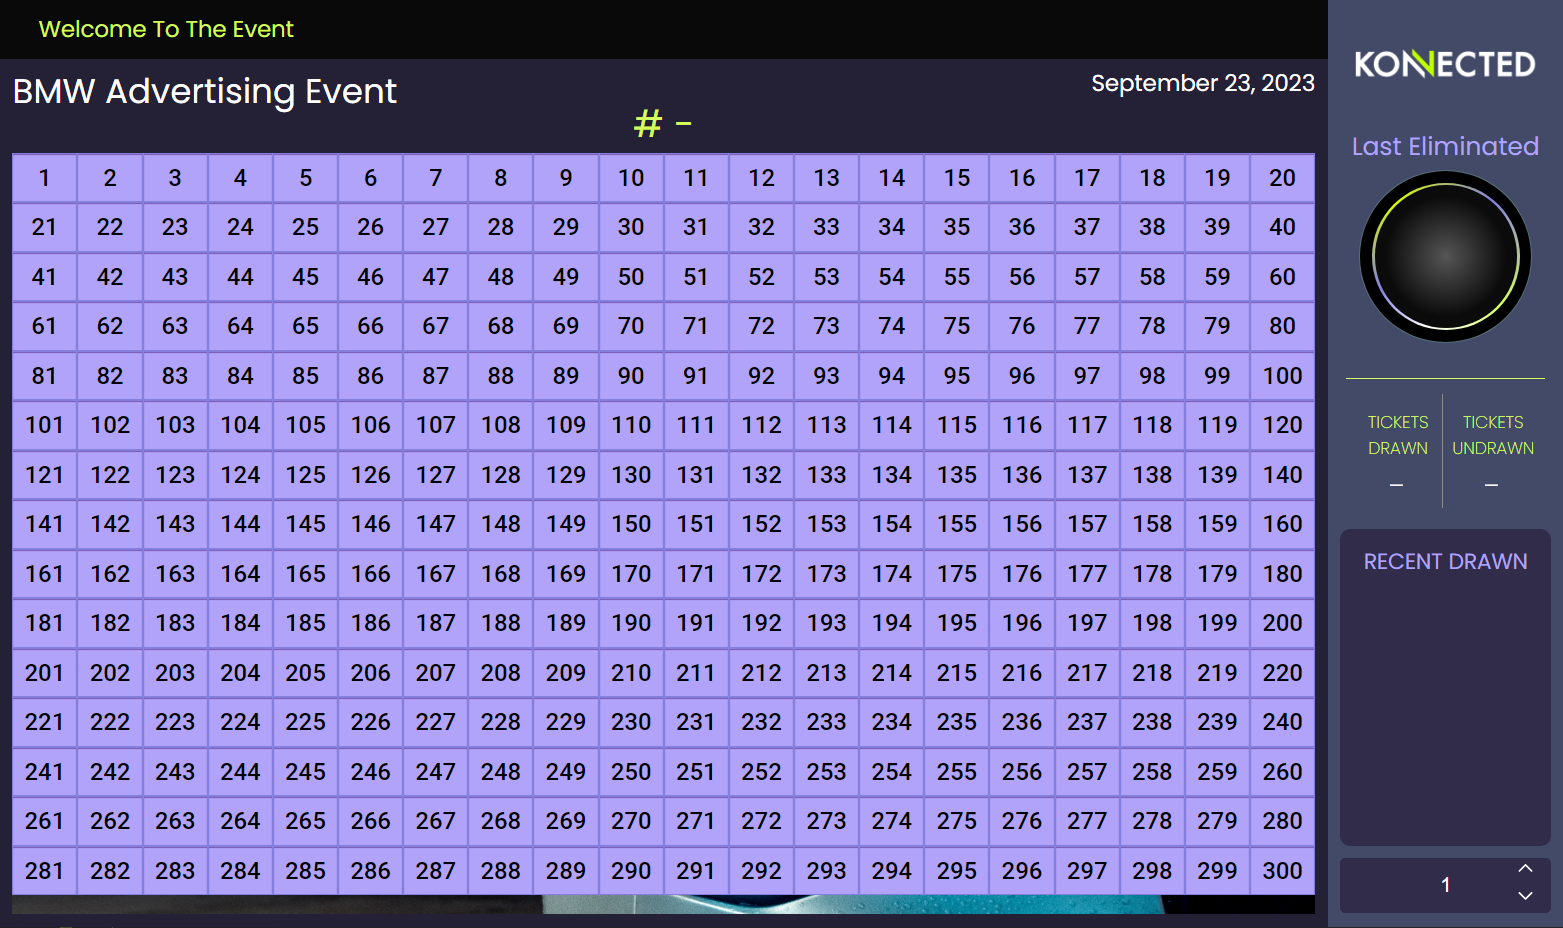 Welcome To The Event
BMW Advertising Event
September 23, 2023
# -
1 2 3 4 5 6 7 8 9 10 11 12 13 14 15 16 17 18 19 20
21 22 23 24 25 26 27 28 29 30 31 32 33 34 35 36 37 38 39 40
41 42 43 44 45 46 47 48 49 50 51 52 53 54 55 56 57 58 59 60
61 62 63 64 65 66 67 68 69 70 71 72 73 74 75 76 77 78 79 80
81 82 83 84 85 86 87 88 89 90 91 92 93 94 95 96 97 98 99 100
101 102 103 104 105 106 107 108 109 110 111 112 113 114 115 116 117 118 119 120
121 122 123 124 125 126 127 128 129 130 131 132 133 134 135 136 137 138 139 140
141 142 143 144 145 146 147 148 149 150 151 152 153 154 155 156 157 158 159 160
161 162 163 164 165 166 167 168 169 170 171 172 173 174 175 176 177 178 179 180
181 182 183 184 185 186 187 188 189 190 191 192 193 194 195 196 197 198 199 200
201 202 203 204 205 206 207 208 209 210 211 212 213 214 215 216 217 218 219 220
221 222 223 224 225 226 227 228 229 230 231 232 233 234 235 236 237 238 239 240
241 242 243 244 245 246 247 248 249 250 251 252 253 254 255 256 257 258 259 260
261 262 263 264 265 266 267 268 269 270 271 272 273 274 275 276 277 278 279 280
281 282 283 284 285 286 287 288 289 290 291 292 293 294 295 296 297 298 299 300
KONNECTED
Last Eliminated
TICKETS DRAWN
–
TICKETS UNDRAWN
–
RECENT DRAWN
1